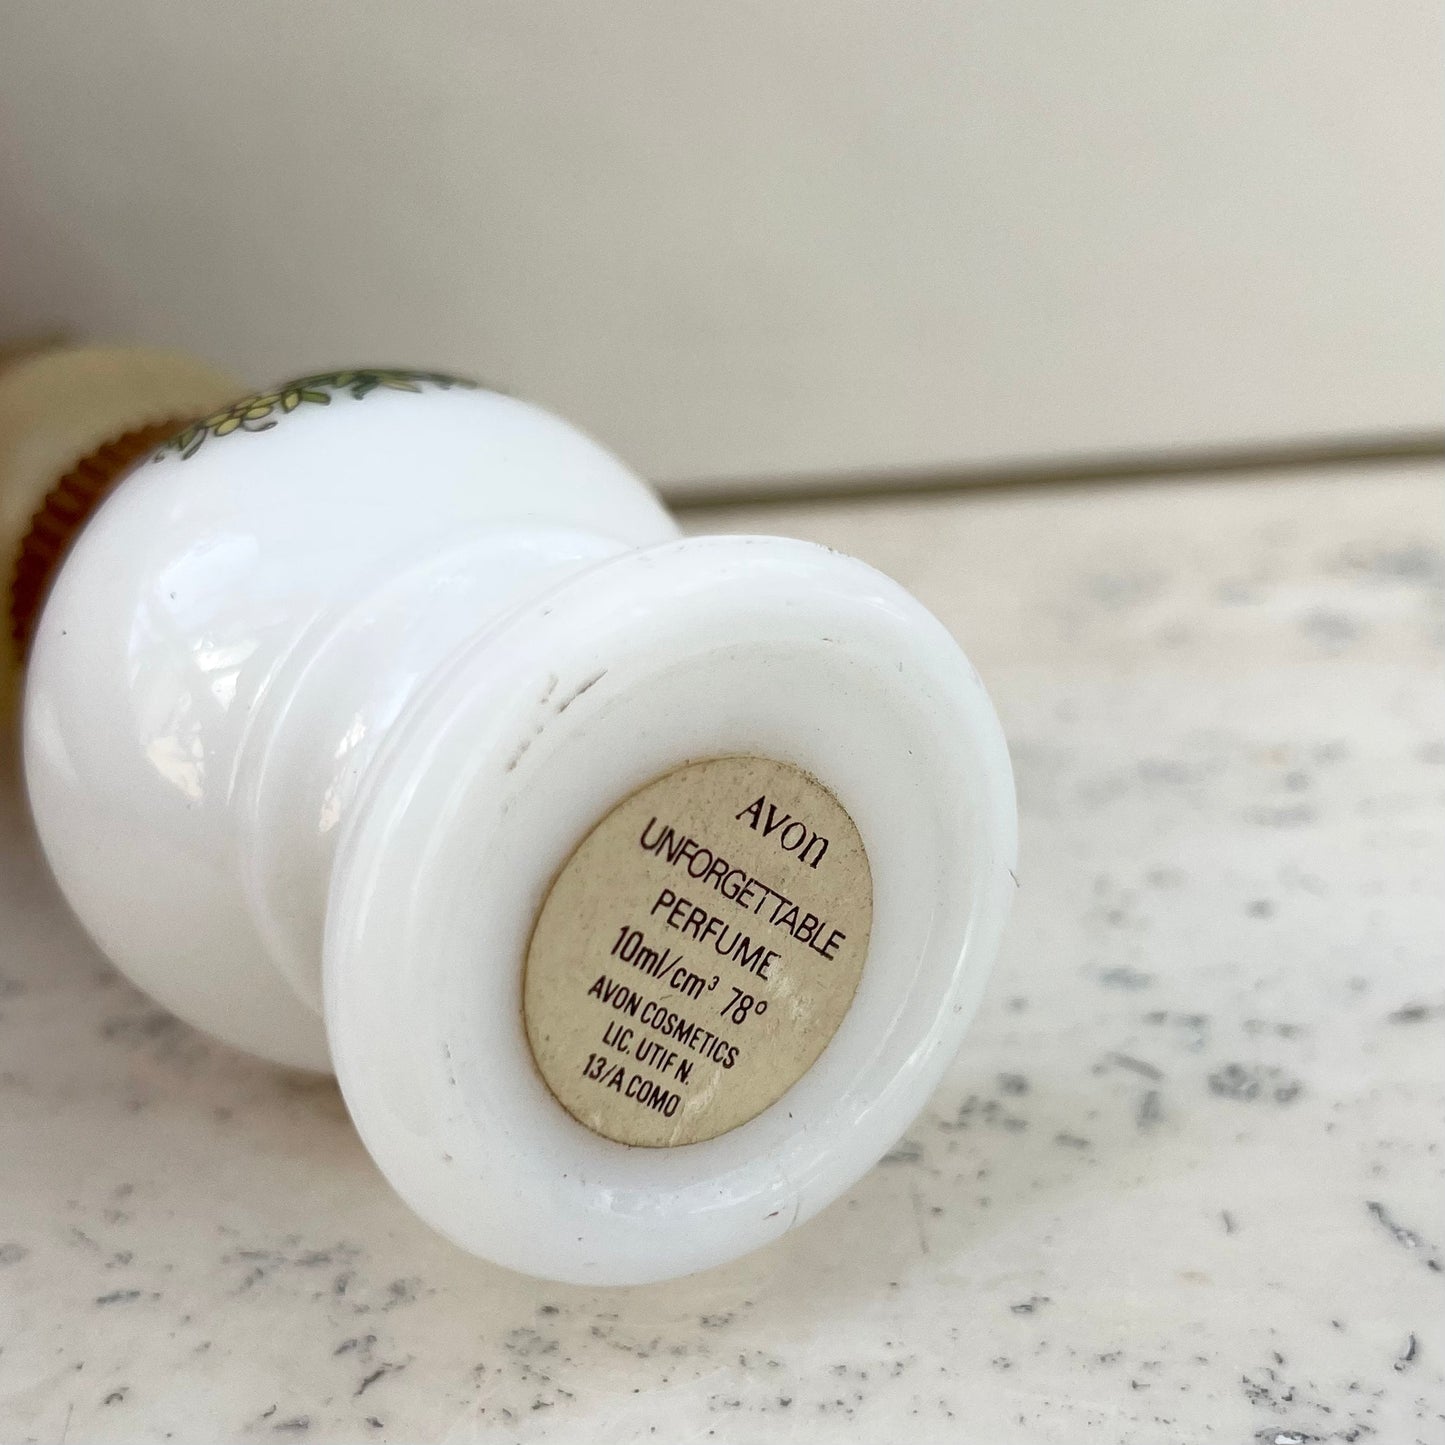 AVON
UNFORGETTABLE
PERFUME
10ml/cm³ 78°
AVON COSMETICS
LIC. UTIF N.
13/A COMO